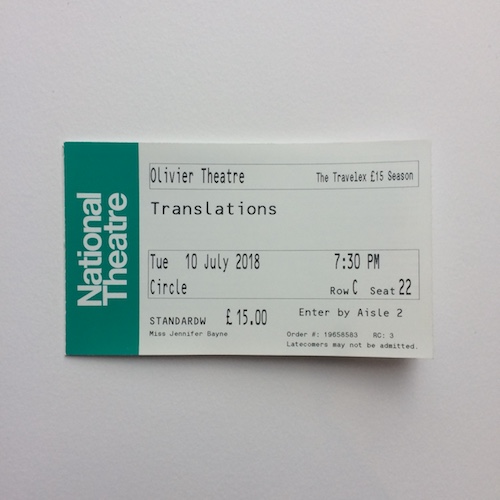 National
Theatre
Olivier Theatre The Travelex £15 Season
Translations
Tue 10 July 2018 7:30 PM
Circle Row C Seat 22
STANDARDW £15.00 Enter by Aisle 2
Miss Jennifer Bayne Order #: 19658583 RC: 3
Latecomers may not be admitted.